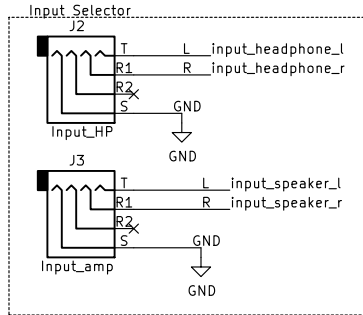 Input Selector
J2
T L input_headphone_l
R1 R input_headphone_r
R2
S GND
Input_HP
GND
J3
T L input_speaker_l
R1 R input_speaker_r
R2
S GND
Input_amp
GND